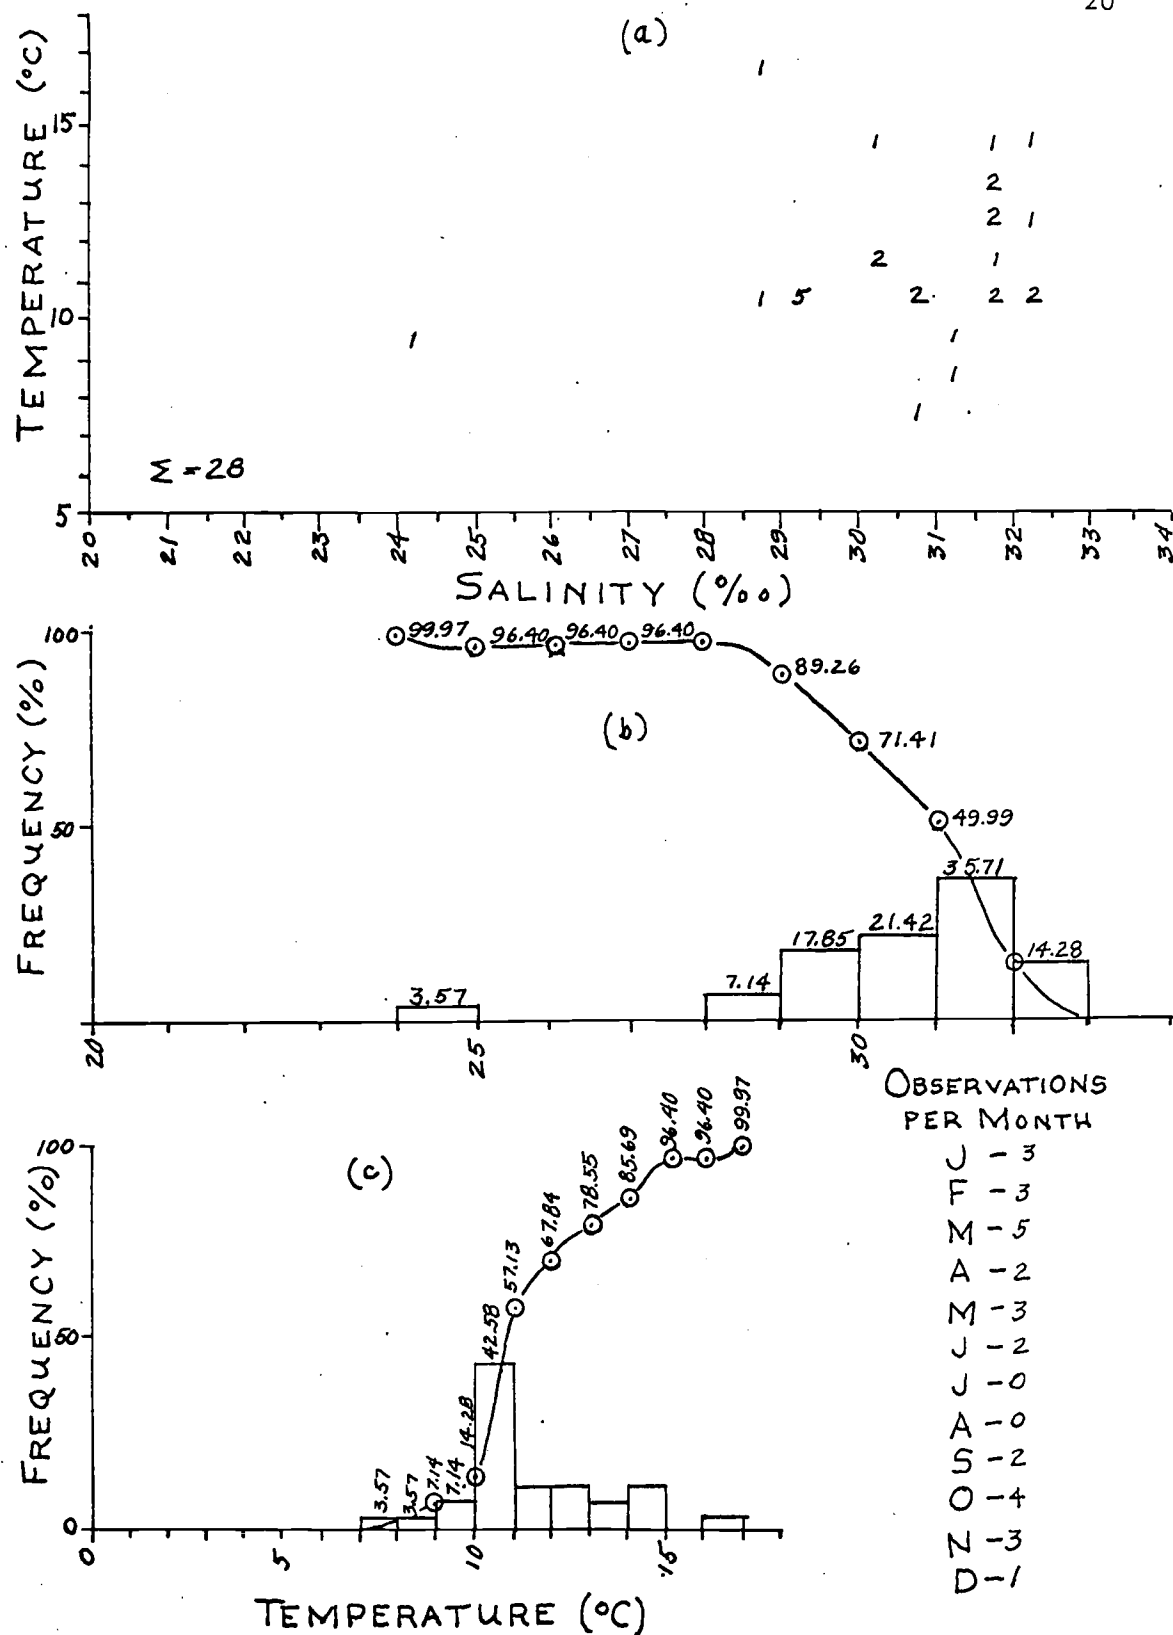 20
(a)
TEMPERATURE (°C)
15
10
5
1
1 1 1
2
2 1
2 1
1 5 2 2 2
1 1
1
1
Σ = 28
20 21 22 23 24 25 26 27 28 29 30 31 32 33 34
SALINITY (‰)
(b)
FREQUENCY (%)
100
50
99.97 96.40 96.40 96.40
89.26
71.41
49.99
35.71
21.42
17.85
14.28
7.14
3.57
20 25 30
(c)
FREQUENCY (%)
100
50
0
3.57 3.57 7.14 7.14 14.28 42.58 57.13 67.84 78.55 85.69 96.40 96.40 99.97
0 5 10 15
TEMPERATURE (°C)
OBSERVATIONS
PER MONTH
J - 3
F - 3
M - 5
A - 2
M - 3
J - 2
J - 0
A - 0
S - 2
O - 4
N - 3
D - 1